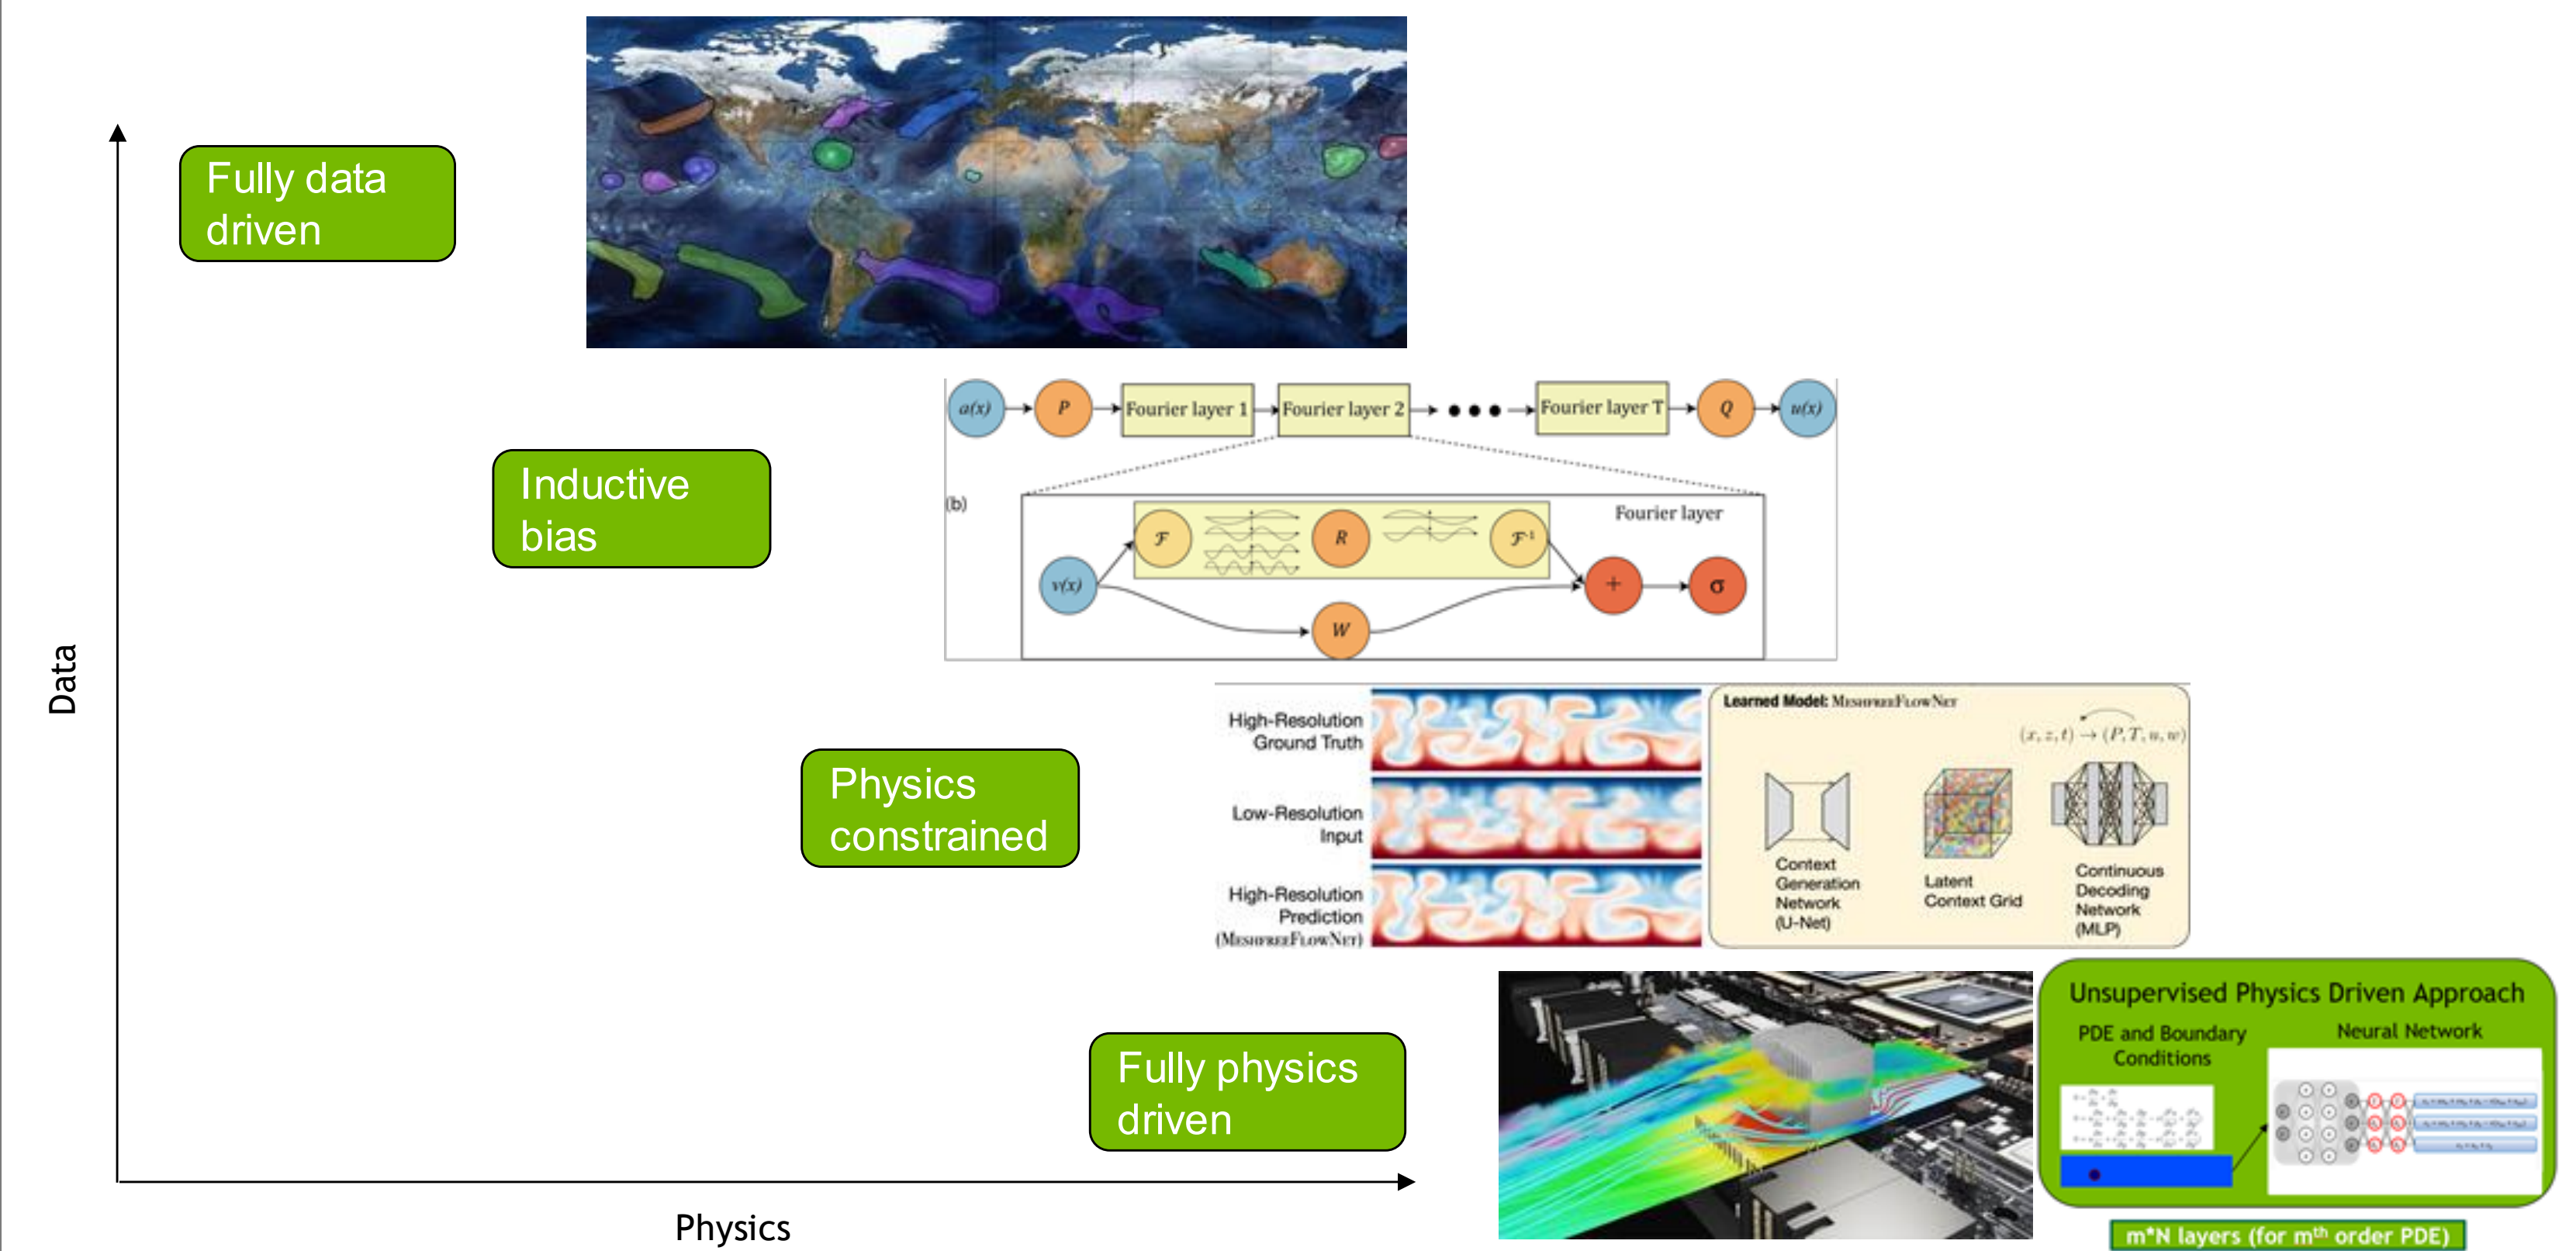 Fully data
driven
a(x)
P
Fourier layer 1
Fourier layer 2
Fourier layer T
Q
u(x)
Inductive
bias
(b)
Fourier layer
F
R
F⁻¹
v(x)
+
σ
W
Data
Physics
constrained
High-Resolution
Ground Truth
Low-Resolution
Input
High-Resolution
Prediction
(MESHFREEFLOWNET)
Learned Model: MESHFREEFLOWNET
(x, z, t) → (P, T, u, w)
Context
Generation
Network
(U-Net)
Latent
Context Grid
Continuous
Decoding
Network
(MLP)
Fully physics
driven
Unsupervised Physics Driven Approach
PDE and Boundary
Conditions
Neural Network
m*N layers (for mth order PDE)
Physics